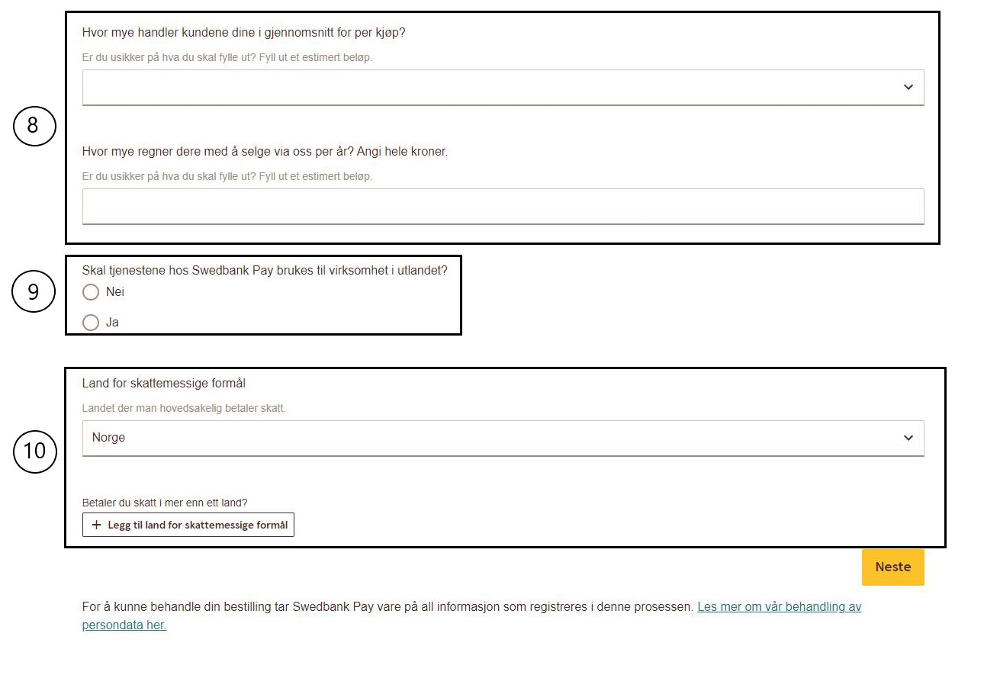 Hvor mye handler kundene dine i gjennomsnitt for per kjøp?
Er du usikker på hva du skal fylle ut? Fyll ut et estimert beløp.
8
Hvor mye regner dere med å selge via oss per år? Angi hele kroner.
Er du usikker på hva du skal fylle ut? Fyll ut et estimert beløp.
Skal tjenestene hos Swedbank Pay brukes til virksomhet i utlandet?
9
Nei
Ja
Land for skattemessige formål
Landet der man hovedsakelig betaler skatt.
Norge
10
Betaler du skatt i mer enn ett land?
+ Legg til land for skattemessige formål
Neste
For å kunne behandle din bestilling tar Swedbank Pay vare på all informasjon som registreres i denne prosessen. Les mer om vår behandling av
persondata her.